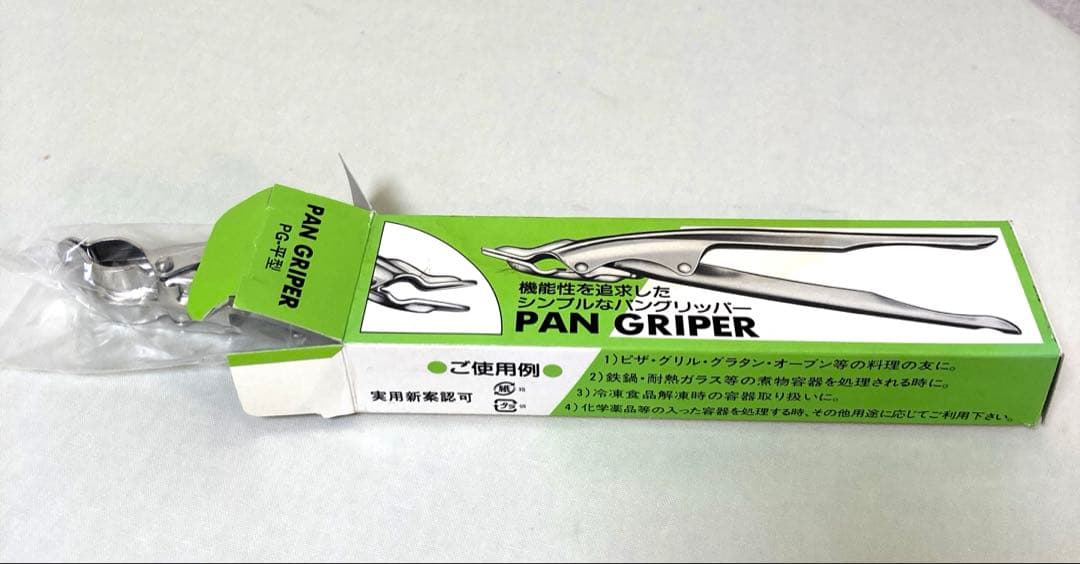 PAN GRIPER
PG-平型
機能性を追求した
シンプルなパングリッパー
PAN GRIPER
●ご使用例●
実用新案認可
紙 箱
プラ 袋
1)ピザ・グリル・グラタン・オーブン等の料理の友に。
2)鉄鍋・耐熱ガラス等の煮物容器を処理される時に。
3)冷凍食品解凍時の容器取り扱いに。
4)化学薬品等の入った容器を処理する時、その他用途に応じてご利用下さい。